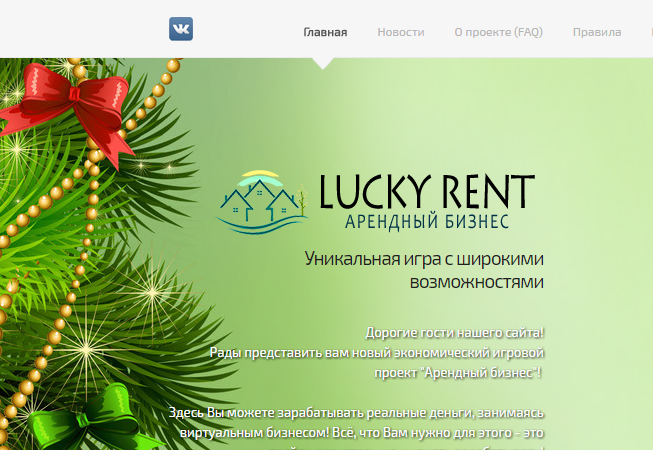 Главная Новости О проекте (FAQ) Правила
LUCKY RENT
АРЕНДНЫЙ БИЗНЕС
Уникальная игра с широкими
возможностями
Дорогие гости нашего сайта!
Рады представить вам новый экономический игровой
проект "Арендный бизнес"!
Здесь Вы можете зарабатывать реальные деньги, занимаясь
виртуальным бизнесом! Всё, что Вам нужно для этого - это